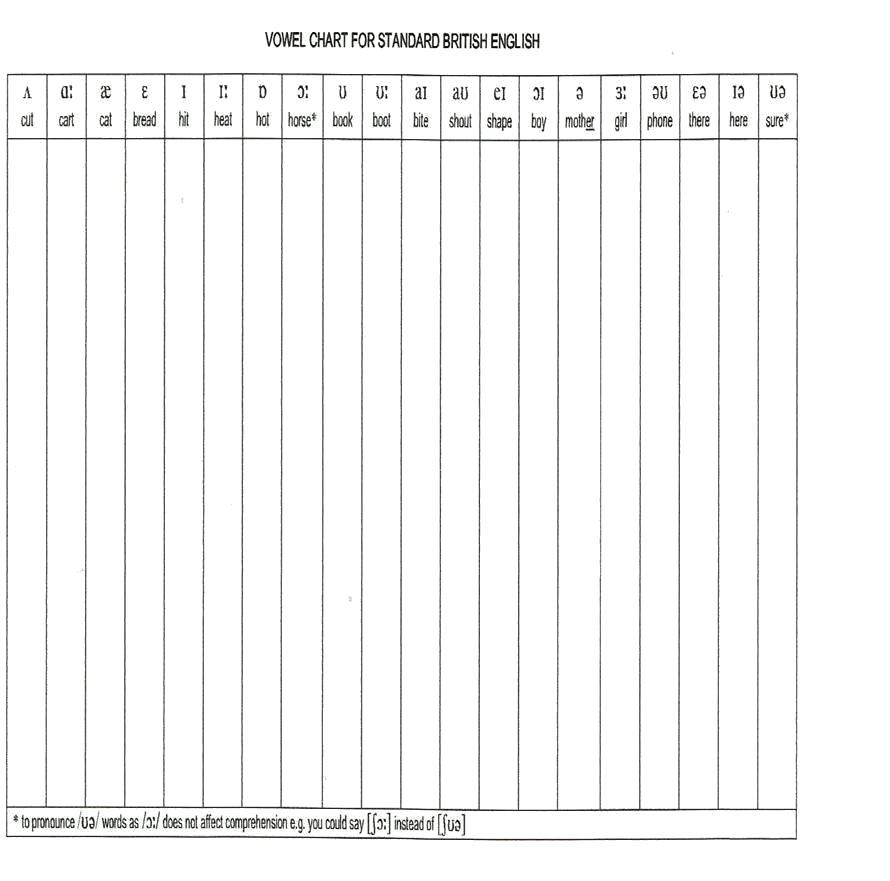 VOWEL CHART FOR STANDARD BRITISH ENGLISH
ʌ ɑː æ ɛ ɪ ɪː ɒ ɔː ʊ ʊː aɪ aʊ eɪ ɔɪ ə ɜː əʊ ɛə ɪə ʊə
cut cart cat bread hit heat hot horse* book boot bite shout shape boy mother girl phone there here sure*
* to pronounce /ʊə/ words as /ɔː/ does not affect comprehension e.g. you could say [ʃɔː] instead of [ʃʊə]